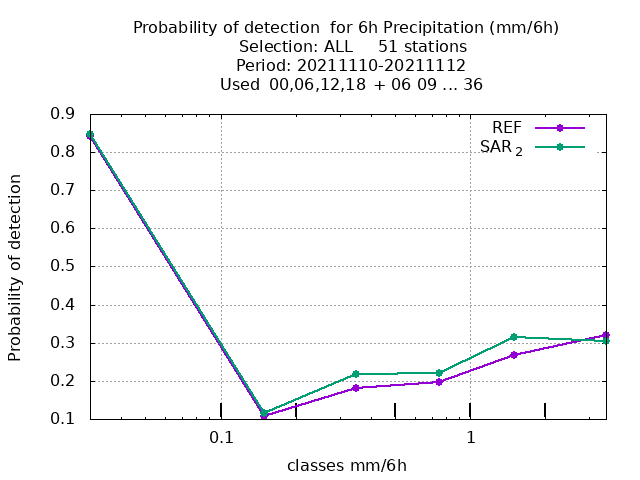 Probability of detection  for 6h Precipitation (mm/6h)
Selection: ALL     51 stations
Period: 20211110-20211112
Used  00,06,12,18  + 06 09 ... 36
REF
SAR 2
0.9
0.8
0.7
0.6
0.5
0.4
0.3
0.2
0.1
Probability of detection
0.1
1
classes mm/6h